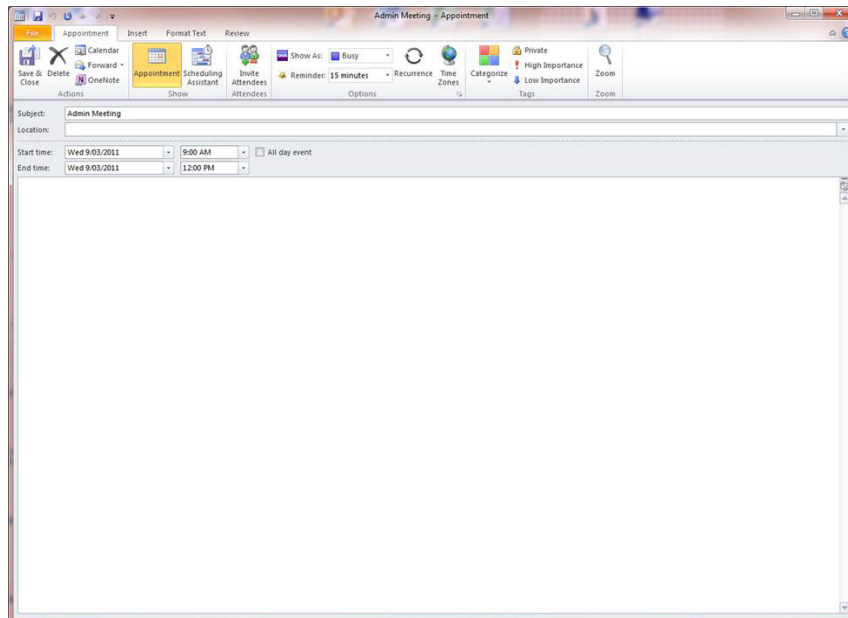 Admin Meeting - Appointment
File Appointment Insert Format Text Review
Save & Close
Delete
Calendar
Forward
OneNote
Actions
Appointment
Scheduling Assistant
Show
Invite Attendees
Attendees
Show As: Busy
Reminder: 15 minutes
Recurrence
Time Zones
Options
Categorize
Private
High Importance
Low Importance
Tags
Zoom
Zoom
Subject: Admin Meeting
Location:
Start time: Wed 9/03/2011 9:00 AM All day event
End time: Wed 9/03/2011 12:00 PM